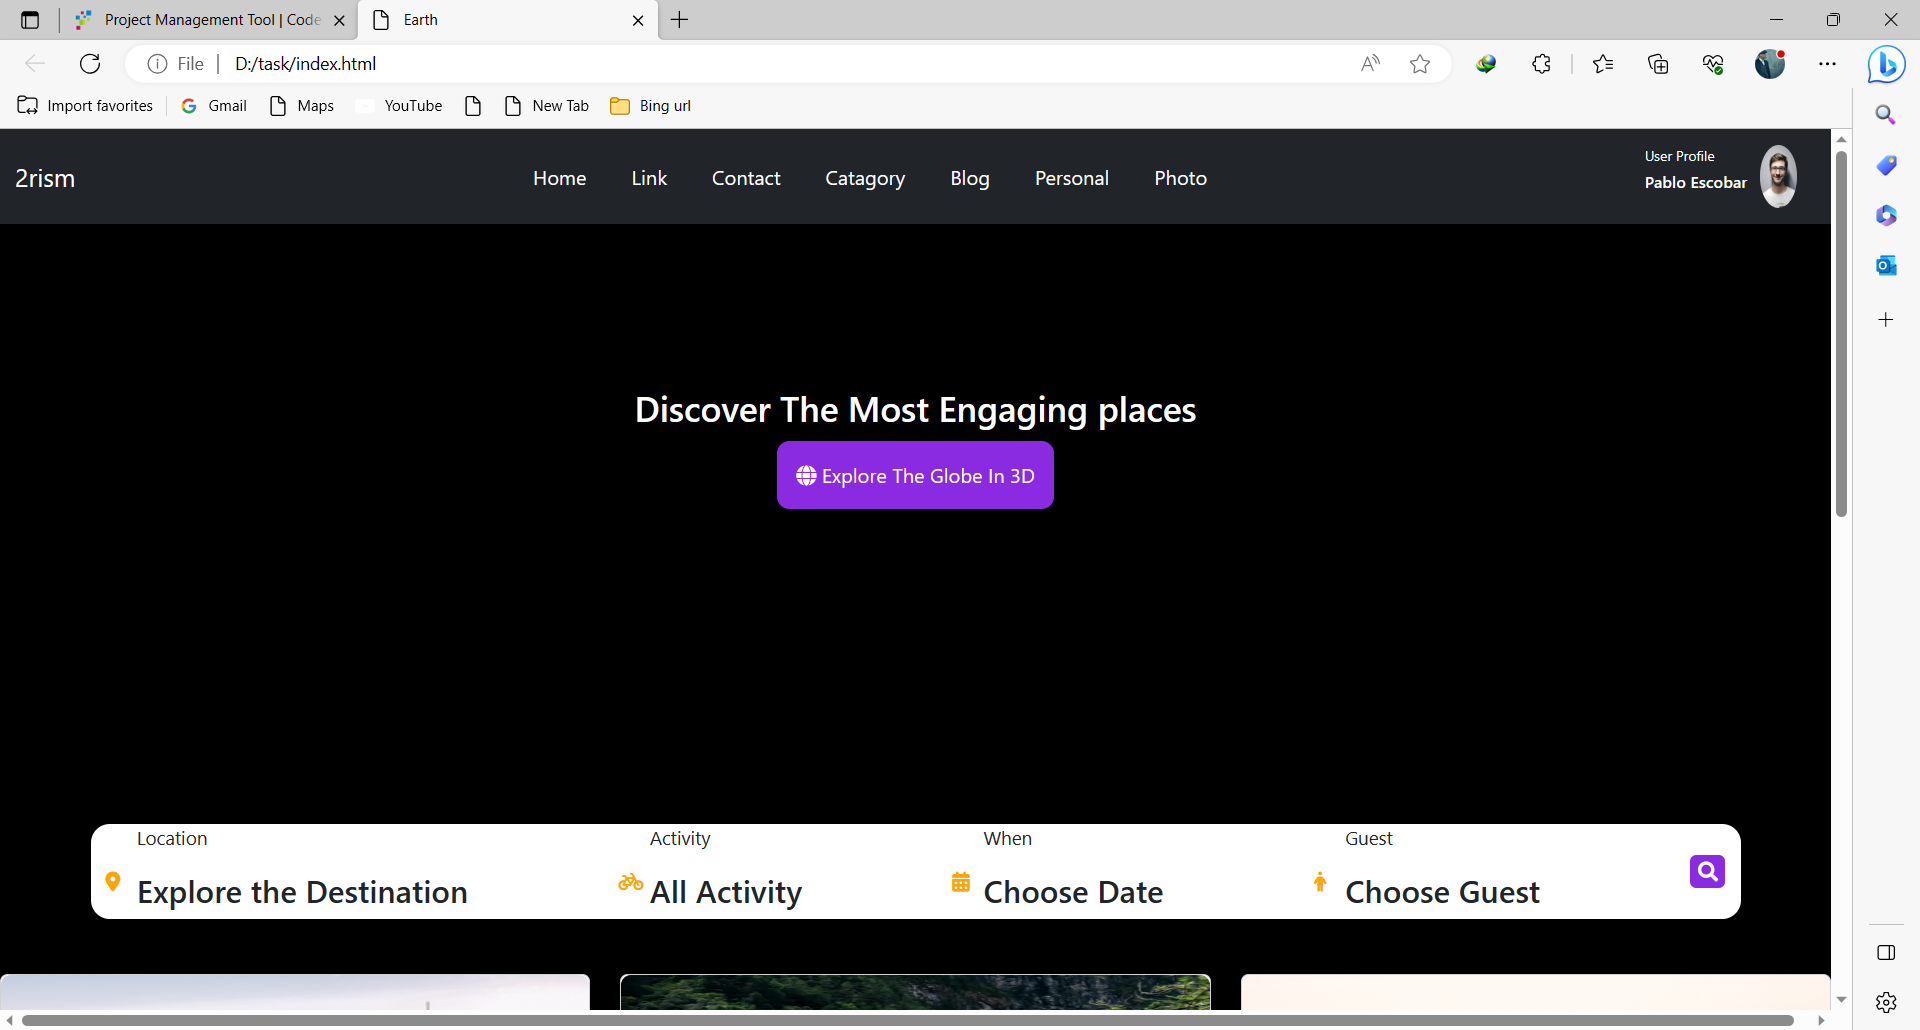 Project Management Tool | Code
Earth
File
D:/task/index.html
Import favorites
Gmail
Maps
YouTube
New Tab
Bing url
2rism
Home
Link
Contact
Catagory
Blog
Personal
Photo
User Profile
Pablo Escobar
Discover The Most Engaging places
Explore The Globe In 3D
Location
Explore the Destination
Activity
All Activity
When
Choose Date
Guest
Choose Guest